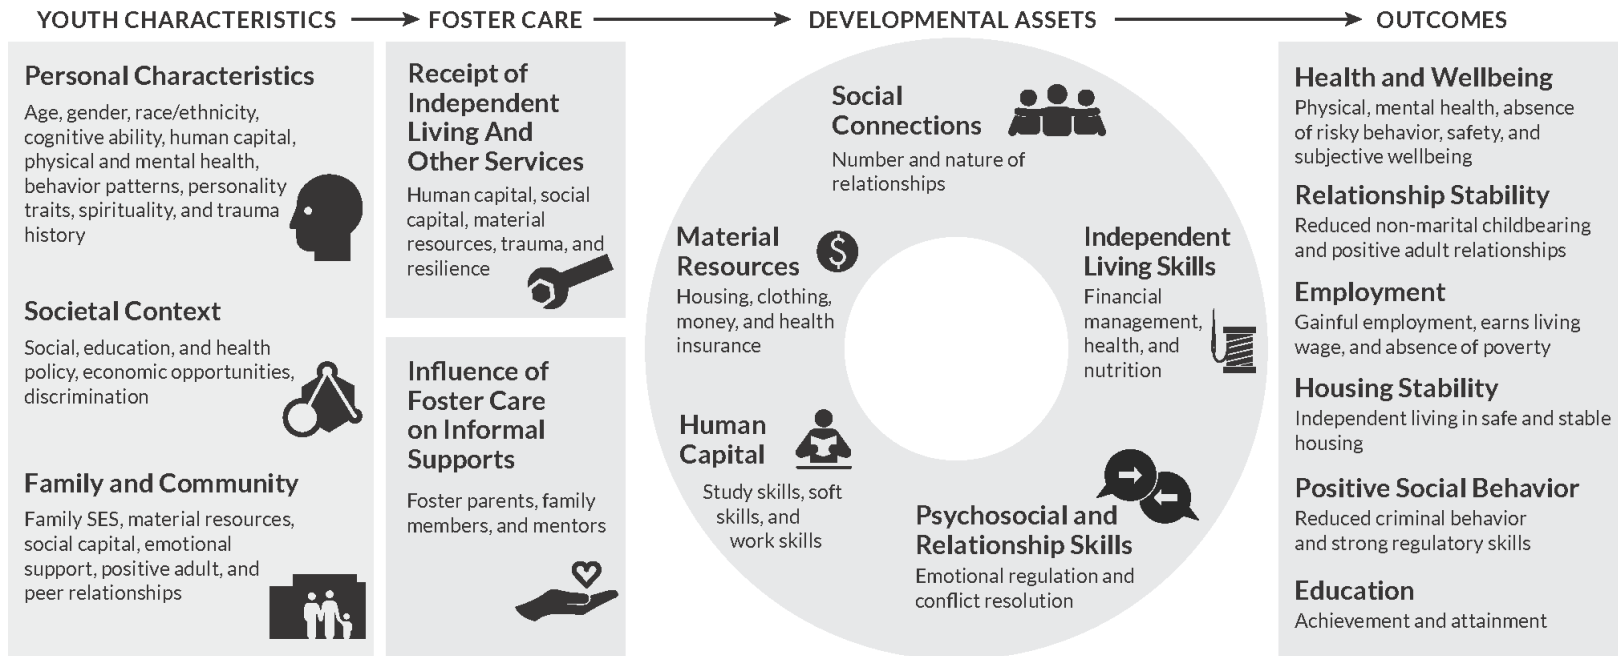 YOUTH CHARACTERISTICS
FOSTER CARE
DEVELOPMENTAL ASSETS
OUTCOMES
Personal Characteristics
Age, gender, race/ethnicity,
cognitive ability, human capital,
physical and mental health,
behavior patterns, personality
traits, spirituality, and trauma
history
Societal Context
Social, education, and health
policy, economic opportunities,
discrimination
Family and Community
Family SES, material resources,
social capital, emotional
support, positive adult, and
peer relationships
Receipt of
Independent
Living And
Other Services
Human capital, social
capital, material
resources, trauma, and
resilience
Influence of
Foster Care
on Informal
Supports
Foster parents, family
members, and mentors
Social
Connections
Number and nature of
relationships
Material
Resources
$
Housing, clothing,
money, and health
insurance
Independent
Living Skills
Financial
management,
health, and
nutrition
Human
Capital
Study skills, soft
skills, and
work skills
Psychosocial and
Relationship Skills
Emotional regulation and
conflict resolution
Health and Wellbeing
Physical, mental health, absence
of risky behavior, safety, and
subjective wellbeing
Relationship Stability
Reduced non-marital childbearing
and positive adult relationships
Employment
Gainful employment, earns living
wage, and absence of poverty
Housing Stability
Independent living in safe and stable
housing
Positive Social Behavior
Reduced criminal behavior
and strong regulatory skills
Education
Achievement and attainment